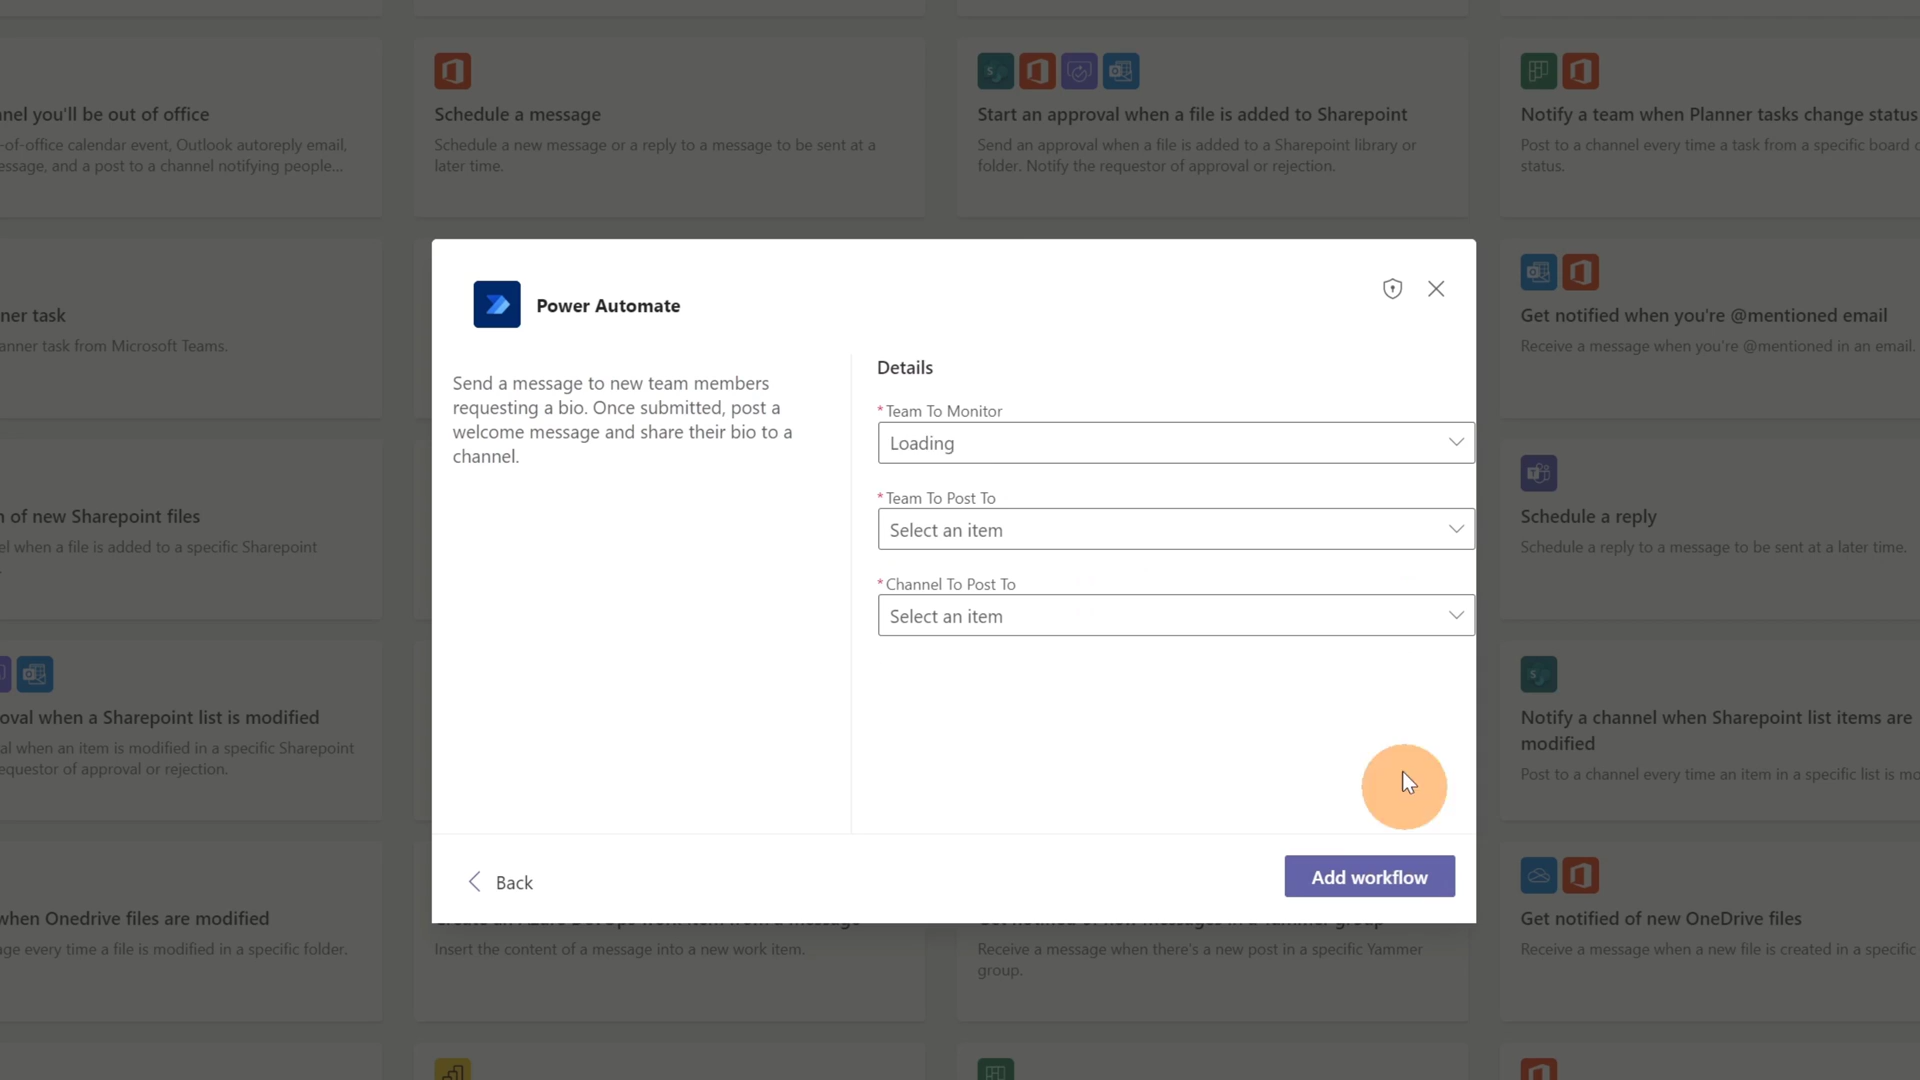 nel you'll be out of office
-of-office calendar event, Outlook autoreply email,
essage, and a post to a channel notifying people...
Schedule a message
Schedule a new message or a reply to a message to be sent at a
later time.
Start an approval when a file is added to Sharepoint
Send an approval when a file is added to a Sharepoint library or
folder. Notify the requestor of approval or rejection.
Notify a team when Planner tasks change status
Post to a channel every time a task from a specific board c
status.
ner task
anner task from Microsoft Teams.
Get notified when you're @mentioned email
Receive a message when you're @mentioned in an email.
Power Automate
Send a message to new team members
requesting a bio. Once submitted, post a
welcome message and share their bio to a
channel.
Details
*Team To Monitor
Loading
*Team To Post To
Select an item
*Channel To Post To
Select an item
Back
Add workflow
n of new Sharepoint files
el when a file is added to a specific Sharepoint
Schedule a reply
Schedule a reply to a message to be sent at a later time.
oval when a Sharepoint list is modified
al when an item is modified in a specific Sharepoint
equestor of approval or rejection.
Notify a channel when Sharepoint list items are
modified
Post to a channel every time an item in a specific list is mo
when Onedrive files are modified
ge every time a file is modified in a specific folder.
Insert the content of a message into a new work item.
Receive a message when there's a new post in a specific Yammer
group.
Get notified of new OneDrive files
Receive a message when a new file is created in a specific